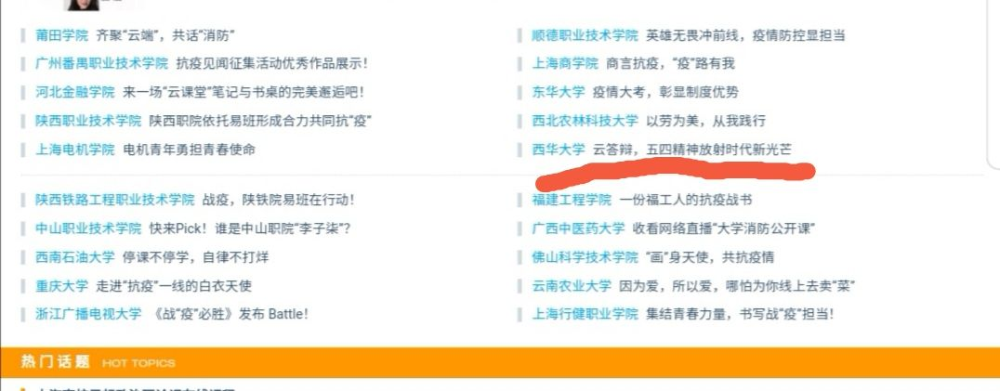 莆田学院 齐聚“云端”，共话“消防”
广州番禺职业技术学院 抗疫见闻征集活动优秀作品展示！
河北金融学院 来一场“云课堂”笔记与书桌的完美邂逅吧！
陕西职业技术学院 陕西职院依托易班形成合力共同抗“疫”
上海电机学院 电机青年勇担青春使命
顺德职业技术学院 英雄无畏冲前线，疫情防控显担当
上海商学院 商言抗疫，“疫”路有我
东华大学 疫情大考，彰显制度优势
西北农林科技大学 以劳为美，从我践行
西华大学 云答辩，五四精神放射时代新光芒
陕西铁路工程职业技术学院 战疫，陕铁院易班在行动！
中山职业技术学院 快来Pick！谁是中山职院“李子柒”？
西南石油大学 停课不停学，自律不打烊
重庆大学 走进“抗疫”一线的白衣天使
浙江广播电视大学 《战“疫”必胜》发布 Battle！
福建工程学院 一份福工人的抗疫战书
广西中医药大学 收看网络直播“大学消防公开课”
佛山科学技术学院 “画”身天使，共抗疫情
云南农业大学 因为爱，所以爱，哪怕为你线上去卖“菜”
上海行健职业学院 集结青春力量，书写战“疫”担当！
热门话题 HOT TOPICS